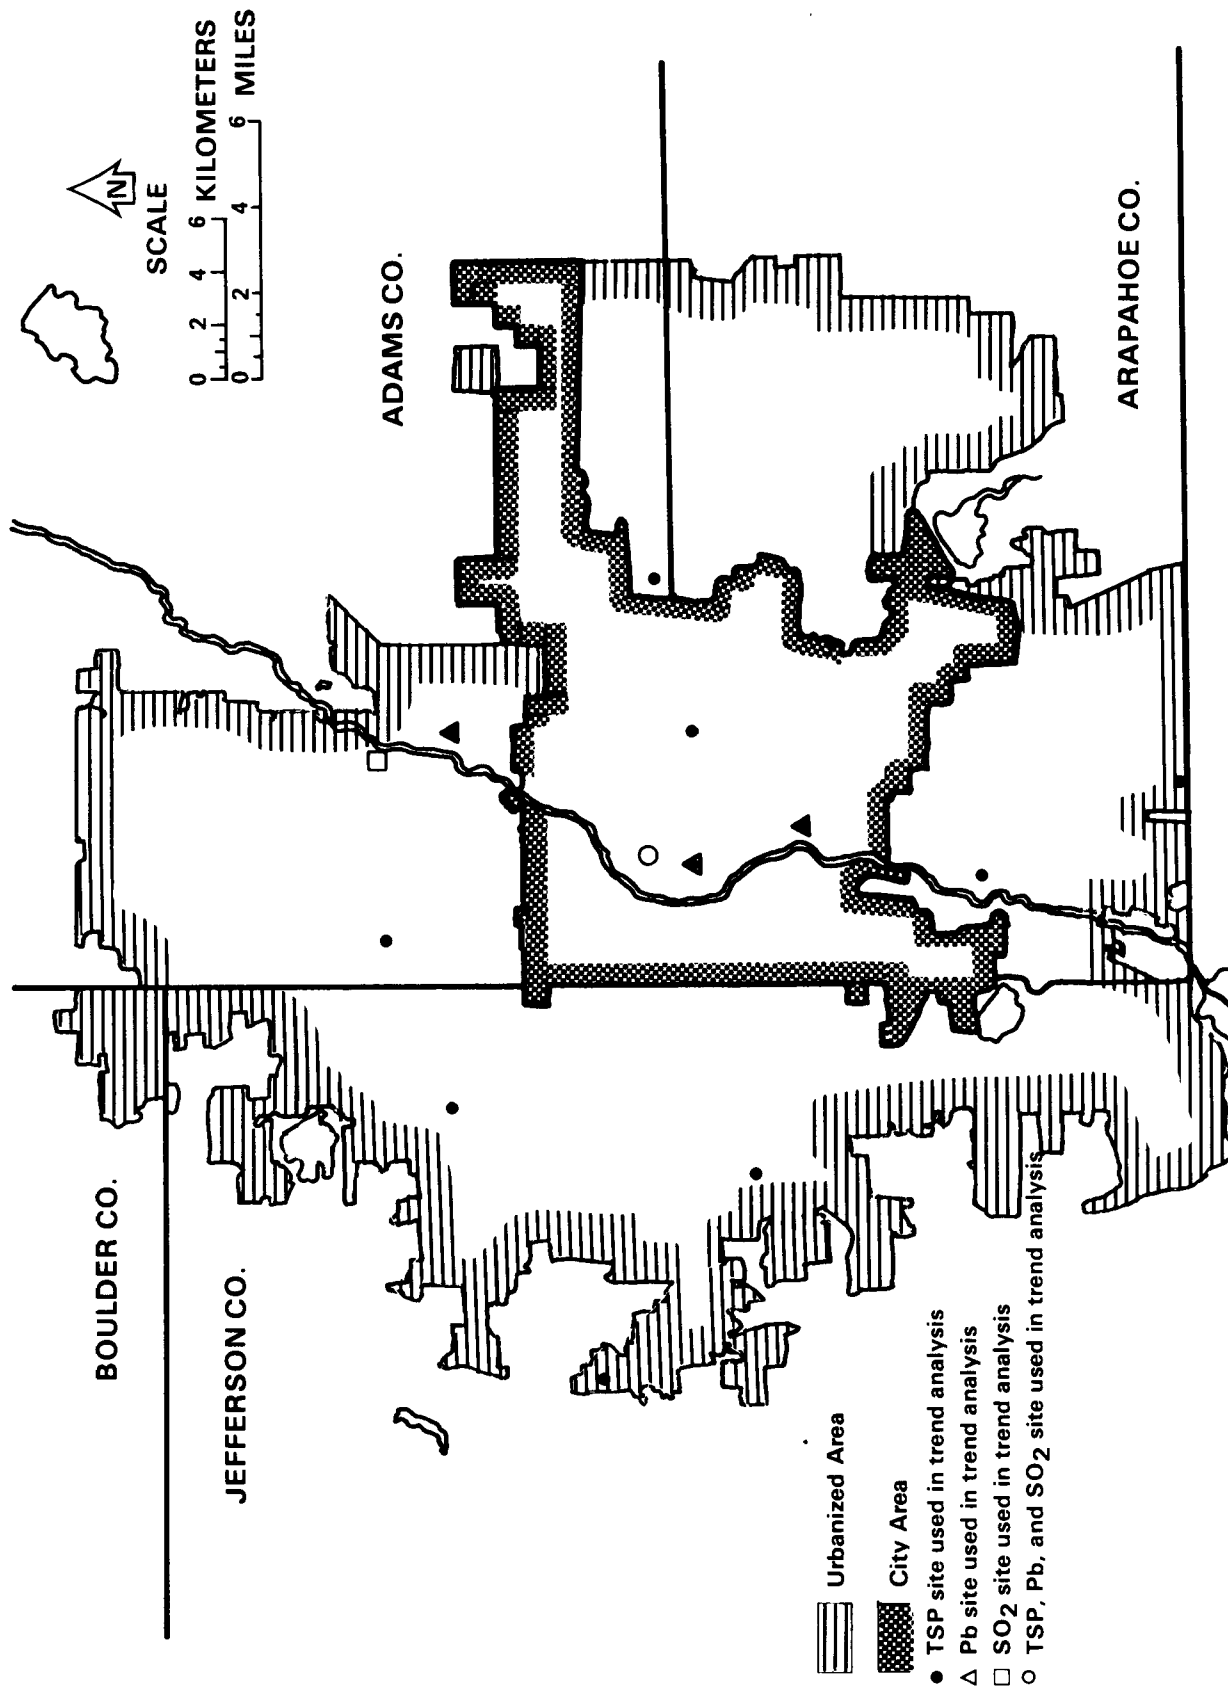 N
SCALE
0 2 4 6 KILOMETERS
0 2 4 6 MILES
BOULDER CO.
ADAMS CO.
JEFFERSON CO.
ARAPAHOE CO.
Urbanized Area
City Area
● TSP site used in trend analysis
△ Pb site used in trend analysis
□ SO2 site used in trend analysis
○ TSP, Pb, and SO2 site used in trend analysis